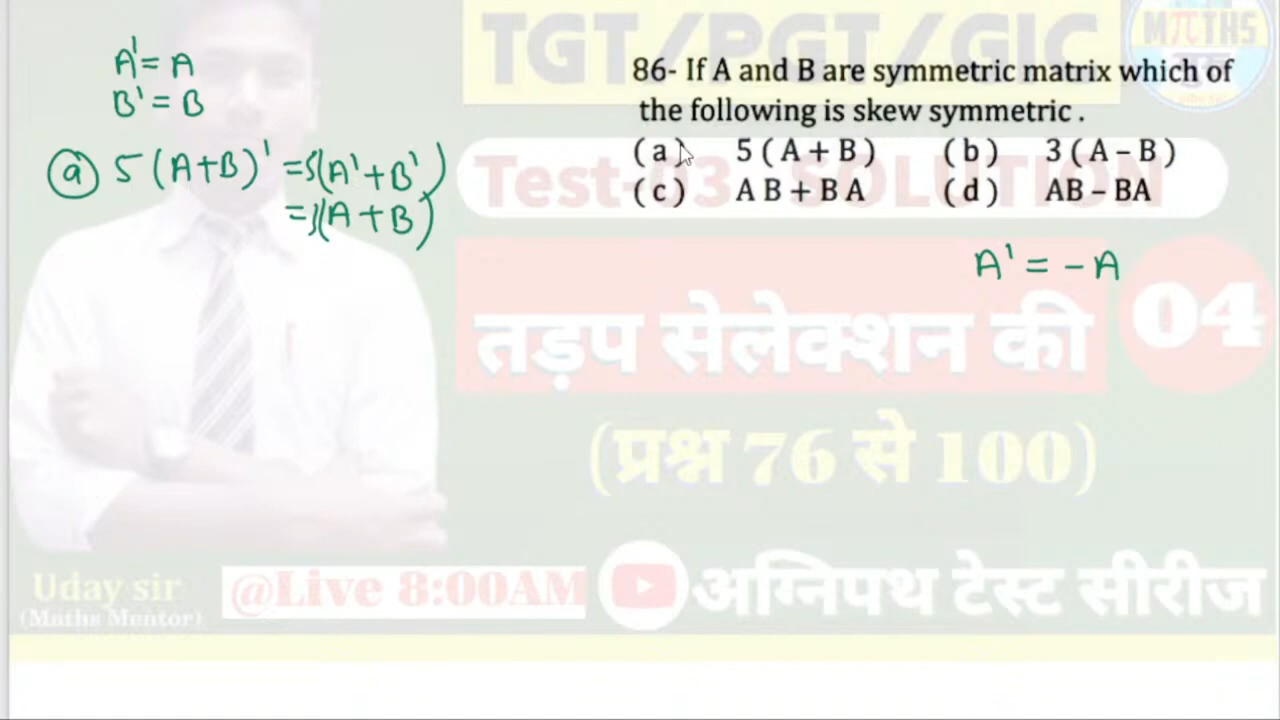 TGT/PGT/GIC
MπTHS
A' = A
B' = B
86- If A and B are symmetric matrix which of
the following is skew symmetric .
(a) 5 ( A + B ) (b) 3 ( A – B )
(c) A B + B A (d) AB – BA
ⓐ 5 (A+B)' = 5(A' + B')
= 5(A + B)
Test-03 SOLUTION
A' = – A
तड़प सेलेक्शन की 04
(प्रश्न 76 से 100)
Uday sir
(Maths Mentor)
@Live 8:00AM
अग्निपथ टेस्ट सीरीज